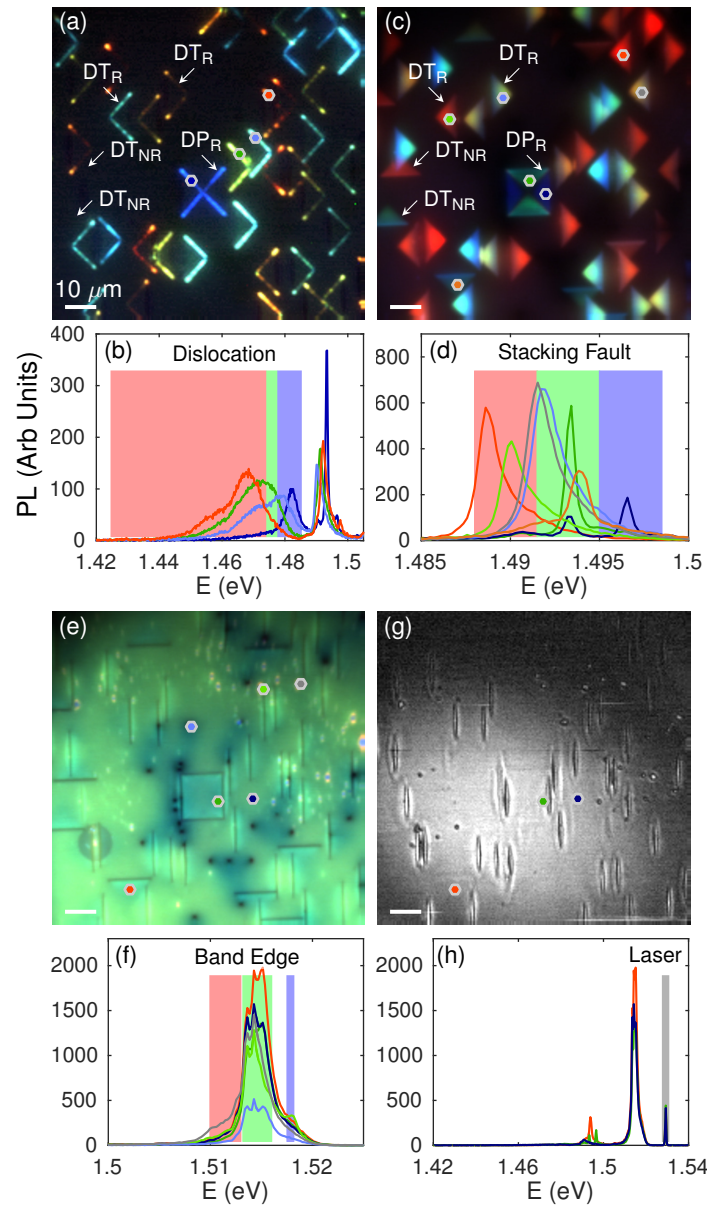 (a)
DT_R
DT_R
DP_R
DT_NR
DT_NR
10 μm
(c)
DT_R
DT_R
DP_R
DT_NR
DT_NR
(b) Dislocation
400
300
200
100
0
1.42 1.44 1.46 1.48 1.5
E (eV)
PL (Arb Units)
(d) Stacking Fault
800
600
400
200
0
1.485 1.49 1.495 1.5
E (eV)
(e)
(g)
(f) Band Edge
2000
1500
1000
500
0
1.5 1.51 1.52
E (eV)
(h) Laser
2000
1500
1000
500
0
1.42 1.46 1.5 1.54
E (eV)